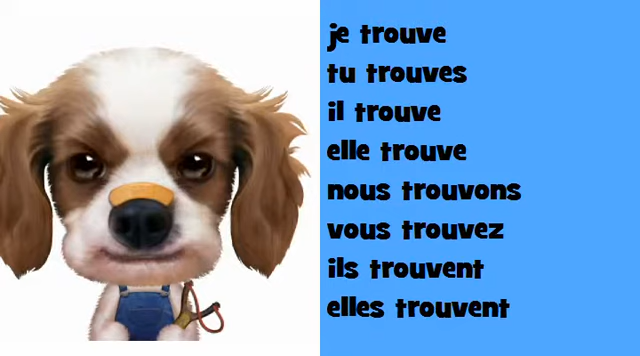 je trouve
tu trouves
il trouve
elle trouve
nous trouvons
vous trouvez
ils trouvent
elles trouvent